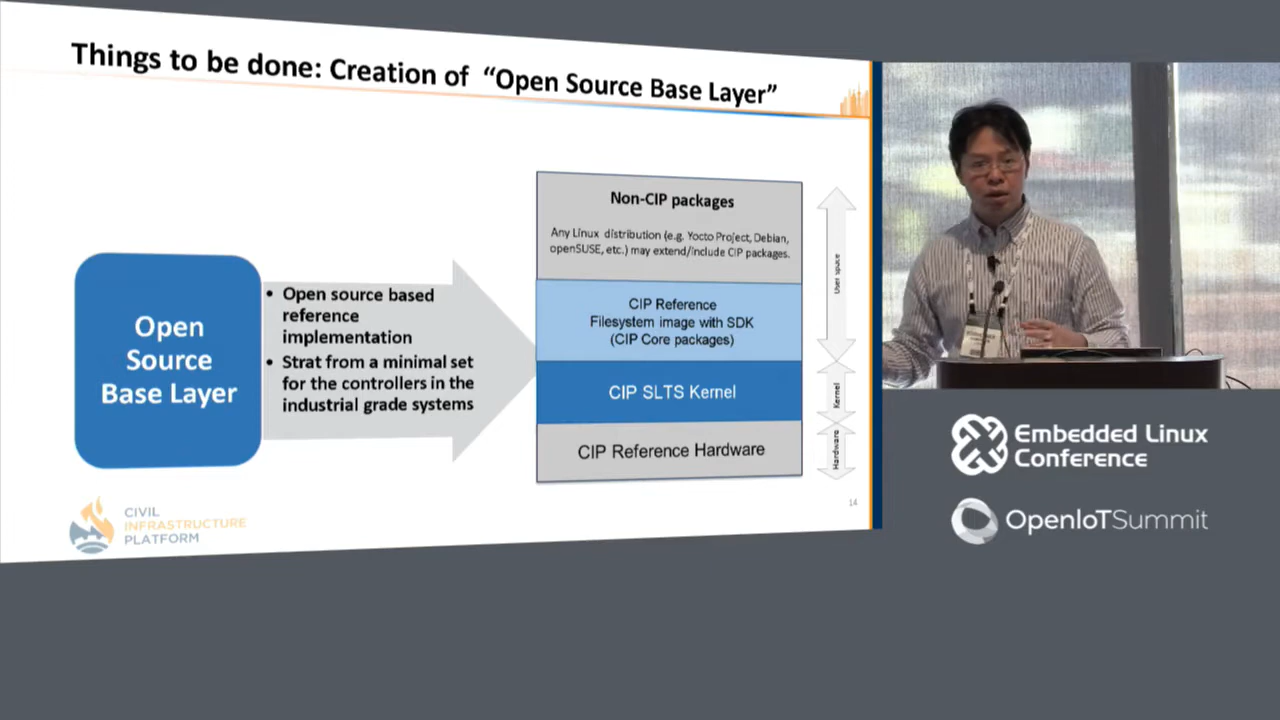 Things to be done: Creation of "Open Source Base Layer"
Open
Source
Base Layer
• Open source based
reference
implementation
• Strat from a minimal set
for the controllers in the
industrial grade systems
Non-CIP packages
Any Linux distribution (e.g. Yocto Project, Debian,
openSUSE, etc.) may extend/include CIP packages.
CIP Reference
Filesystem image with SDK
(CIP Core packages)
CIP SLTS Kernel
CIP Reference Hardware
User space
Kernel
Hardware
14
CIVIL
INFRASTRUCTURE
PLATFORM
Embedded Linux
Conference
OpenIoTSummit